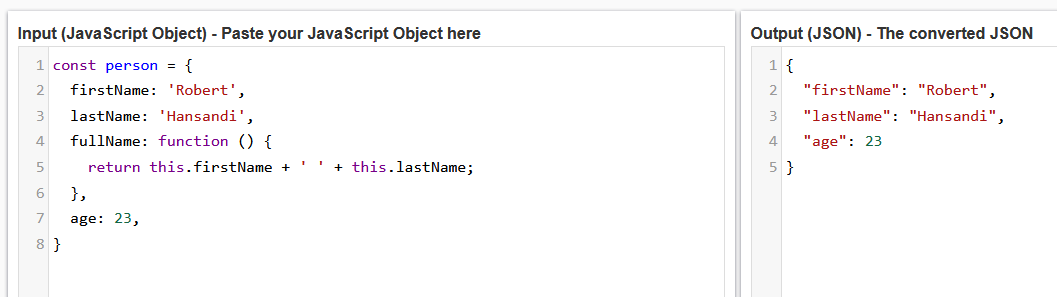 Input (JavaScript Object) - Paste your JavaScript Object here
1 const person = {
2   firstName: 'Robert',
3   lastName: 'Hansandi',
4   fullName: function () {
5     return this.firstName + ' ' + this.lastName;
6   },
7   age: 23,
8 }
Output (JSON) - The converted JSON
1 {
2   "firstName": "Robert",
3   "lastName": "Hansandi",
4   "age": 23
5 }